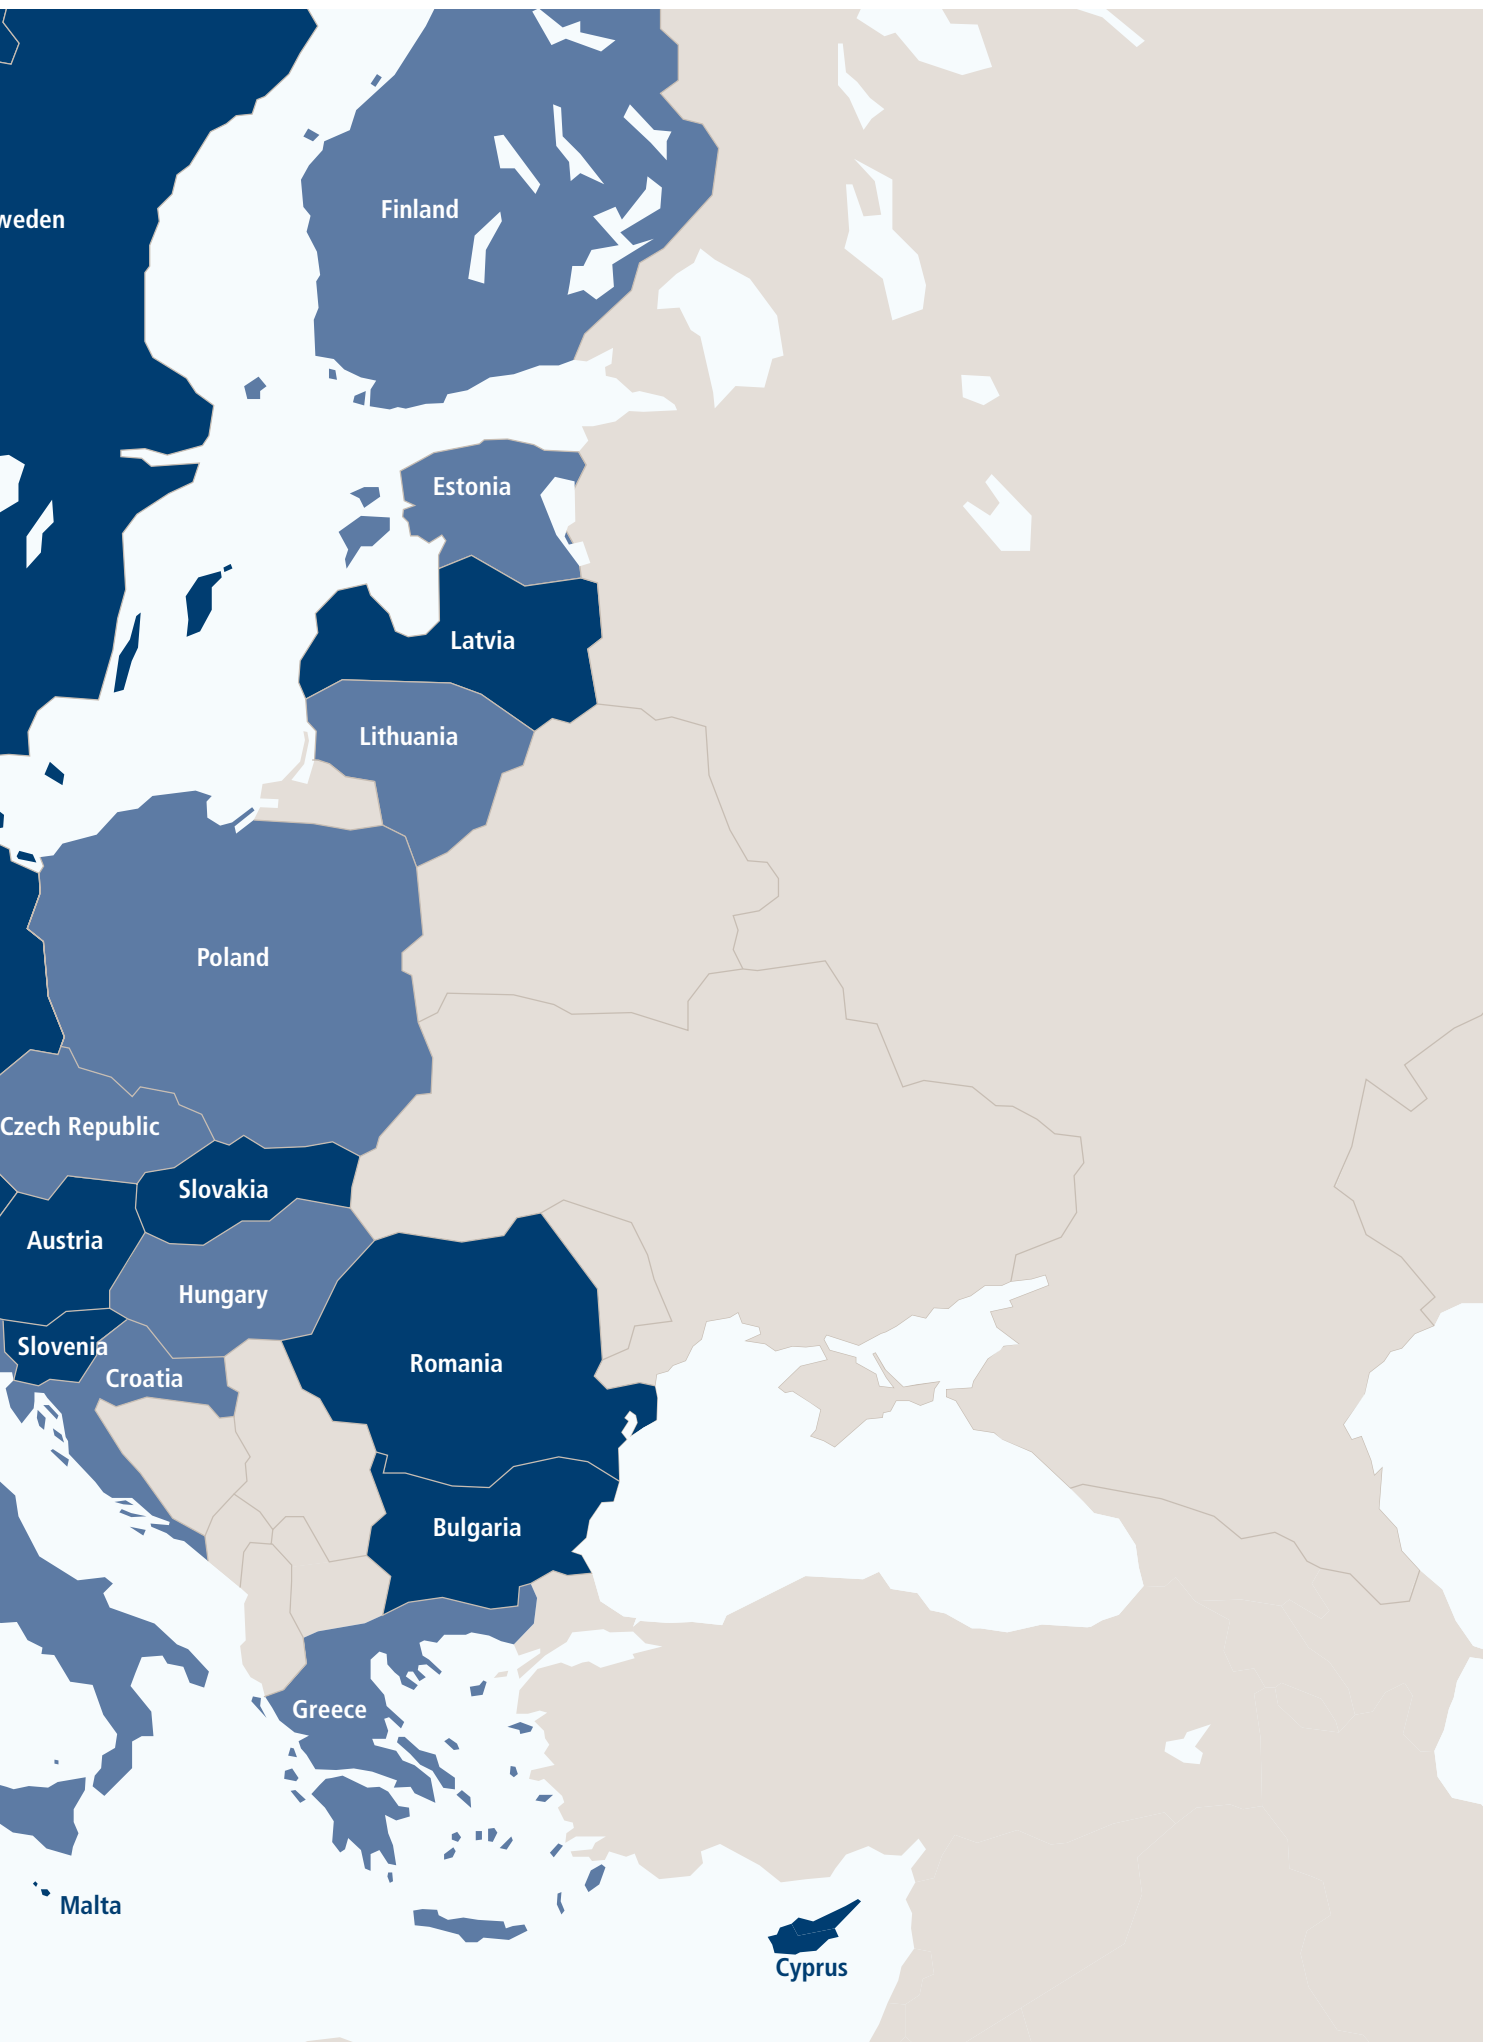 Finland
weden
Estonia
Latvia
Lithuania
Poland
Czech Republic
Slovakia
Austria
Hungary
Slovenia
Romania
Croatia
Bulgaria
Greece
Malta
Cyprus